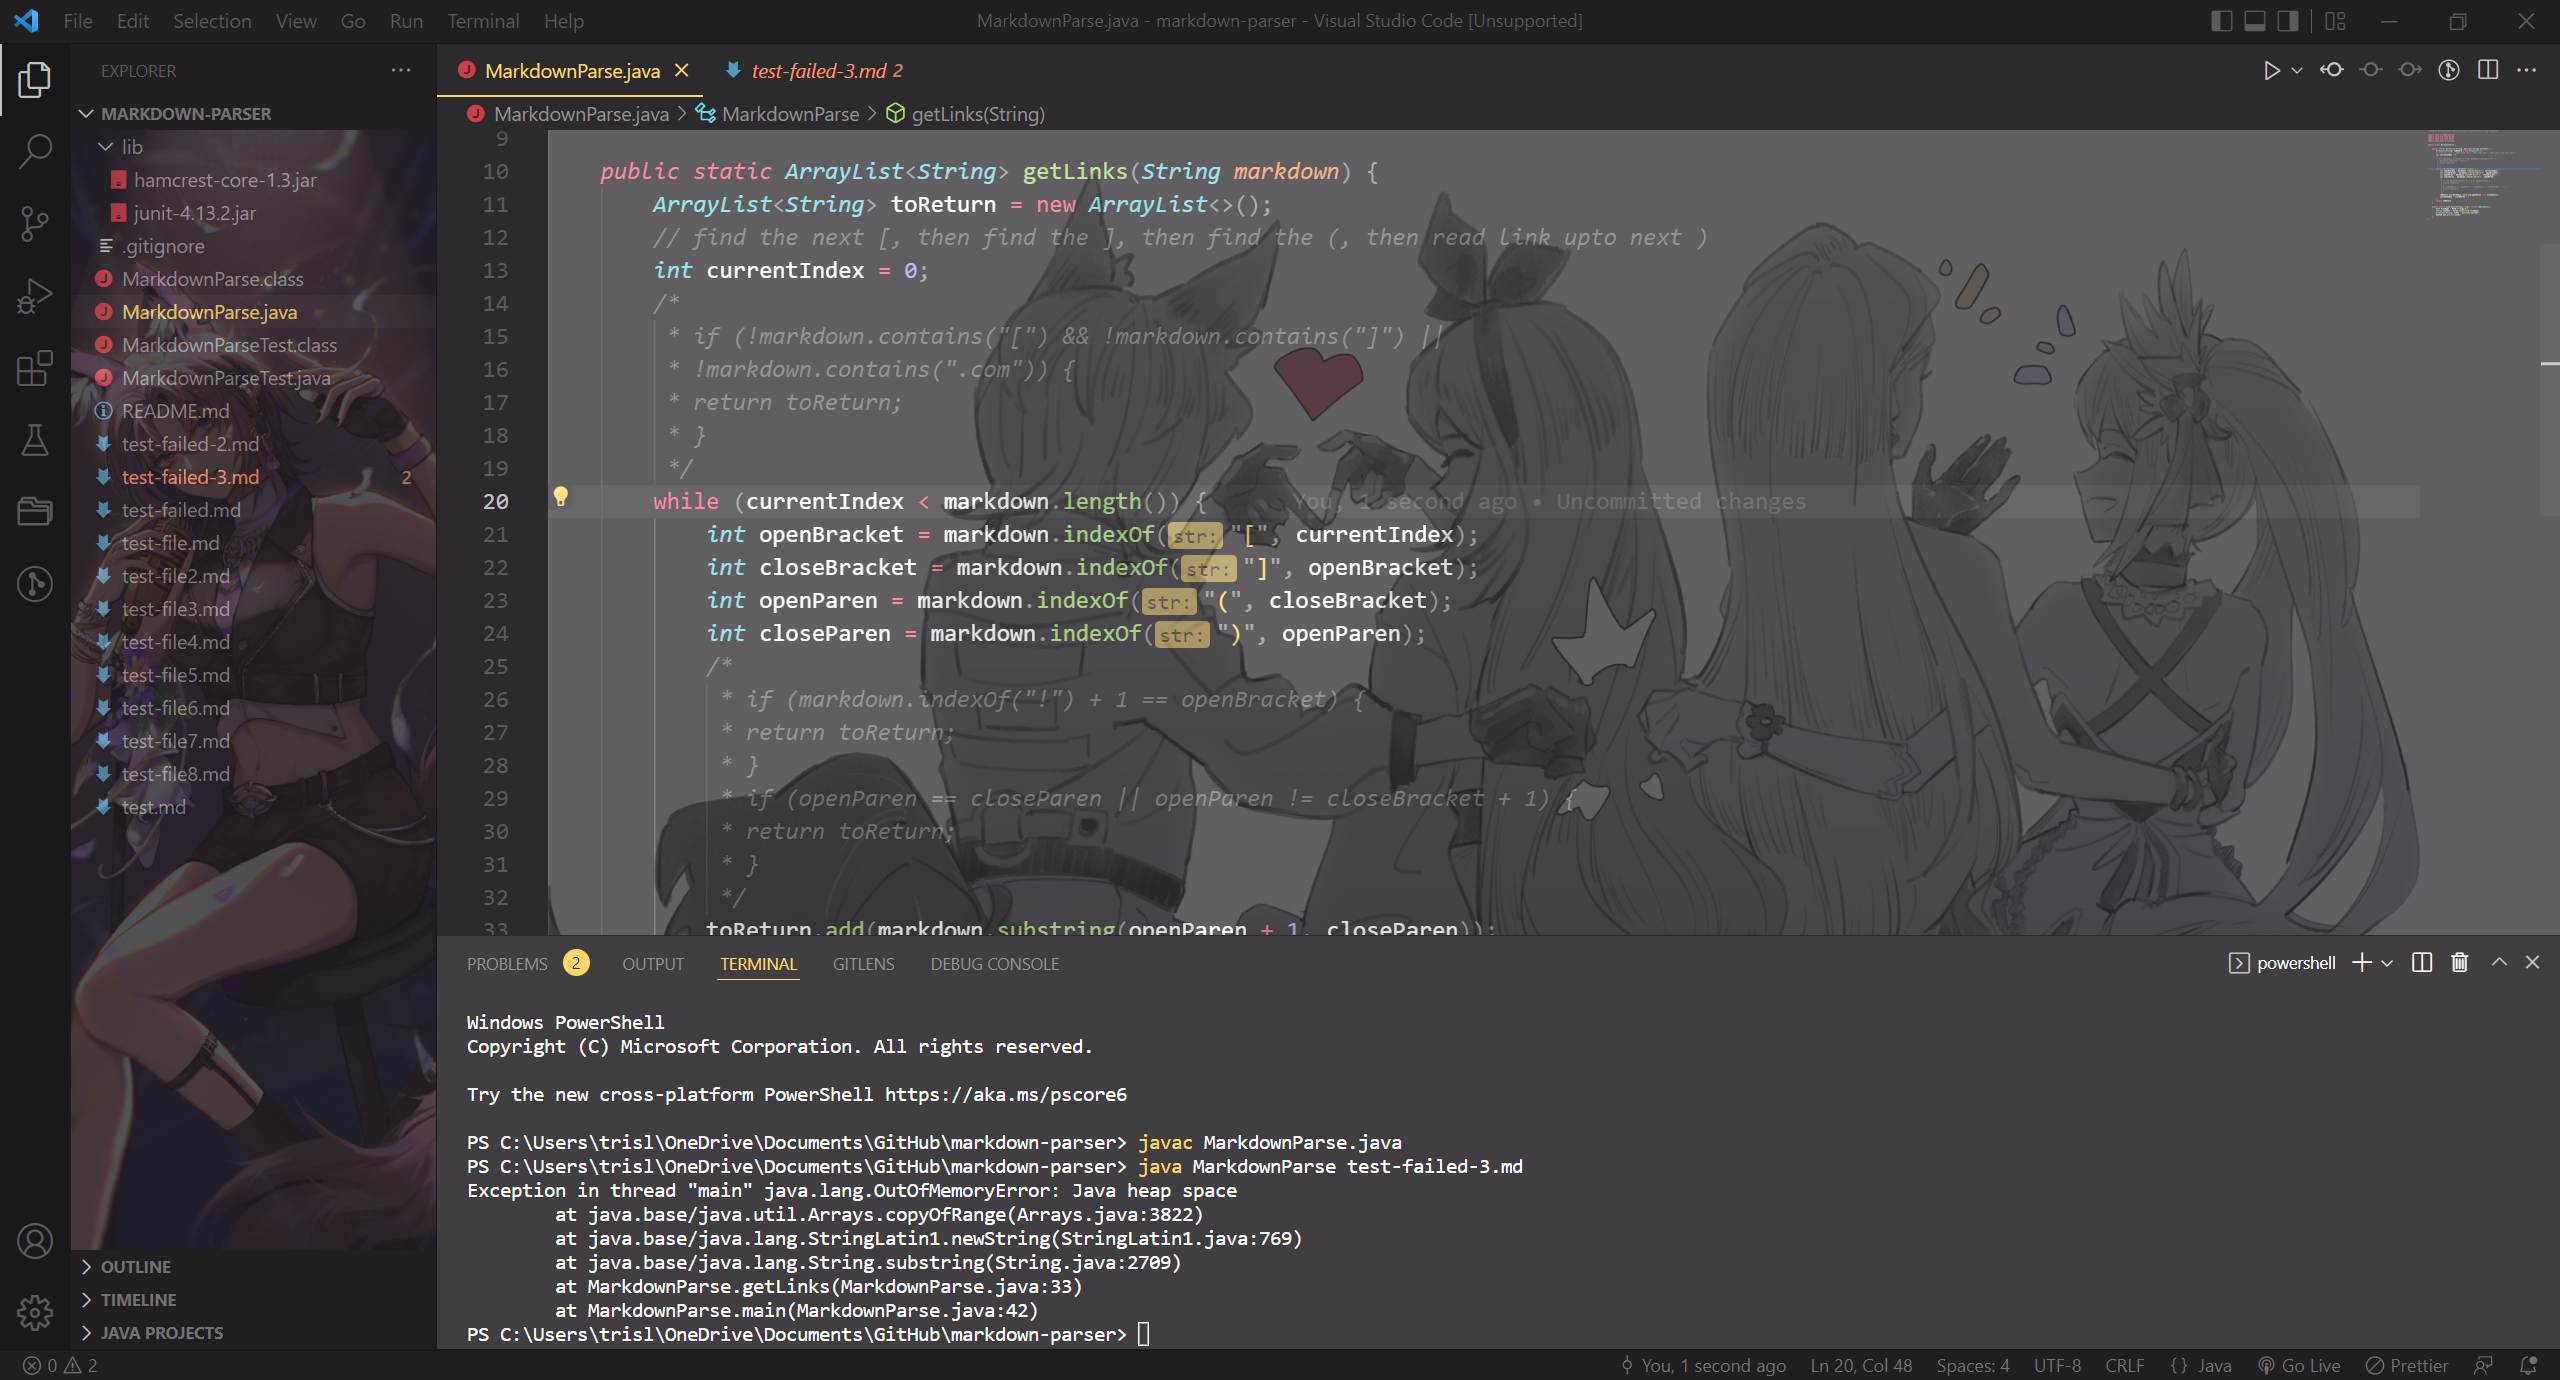 File Edit Selection View Go Run Terminal Help
MarkdownParse.java - markdown-parser - Visual Studio Code [Unsupported]
EXPLORER
MARKDOWN-PARSER
lib
hamcrest-core-1.3.jar
junit-4.13.2.jar
.gitignore
MarkdownParse.class
MarkdownParse.java
MarkdownParseTest.class
MarkdownParseTest.java
README.md
test-failed-2.md
test-failed-3.md 2
test-failed.md
test-file.md
test-file2.md
test-file3.md
test-file4.md
test-file5.md
test-file6.md
test-file7.md
test-file8.md
test.md
OUTLINE
TIMELINE
JAVA PROJECTS
MarkdownParse.java test-failed-3.md 2
MarkdownParse.java > MarkdownParse > getLinks(String)
9
10 public static ArrayList<String> getLinks(String markdown) {
11 ArrayList<String> toReturn = new ArrayList<>();
12 // find the next [, then find the ], then find the (, then read link upto next )
13 int currentIndex = 0;
14 /*
15 * if (!markdown.contains("[") && !markdown.contains("]") ||
16 * !markdown.contains(".com")) {
17 * return toReturn;
18 * }
19 */
20 while (currentIndex < markdown.length()) { You, 1 second ago • Uncommitted changes
21 int openBracket = markdown.indexOf(str: "[", currentIndex);
22 int closeBracket = markdown.indexOf(str: "]", openBracket);
23 int openParen = markdown.indexOf(str: "(", closeBracket);
24 int closeParen = markdown.indexOf(str: ")", openParen);
25 /*
26 * if (markdown.indexOf("!") + 1 == openBracket) {
27 * return toReturn;
28 * }
29 * if (openParen == closeParen || openParen != closeBracket + 1) {
30 * return toReturn;
31 * }
32 */
33 toReturn.add(markdown.substring(openParen + 1, closeParen));
PROBLEMS 2 OUTPUT TERMINAL GITLENS DEBUG CONSOLE
powershell
Windows PowerShell
Copyright (C) Microsoft Corporation. All rights reserved.
Try the new cross-platform PowerShell https://aka.ms/pscore6
PS C:\Users\trisl\OneDrive\Documents\GitHub\markdown-parser> javac MarkdownParse.java
PS C:\Users\trisl\OneDrive\Documents\GitHub\markdown-parser> java MarkdownParse test-failed-3.md
Exception in thread "main" java.lang.OutOfMemoryError: Java heap space
at java.base/java.util.Arrays.copyOfRange(Arrays.java:3822)
at java.base/java.lang.StringLatin1.newString(StringLatin1.java:769)
at java.base/java.lang.String.substring(String.java:2709)
at MarkdownParse.getLinks(MarkdownParse.java:33)
at MarkdownParse.main(MarkdownParse.java:42)
PS C:\Users\trisl\OneDrive\Documents\GitHub\markdown-parser>
0 2 You, 1 second ago Ln 20, Col 48 Spaces: 4 UTF-8 CRLF {} Java Go Live Prettier